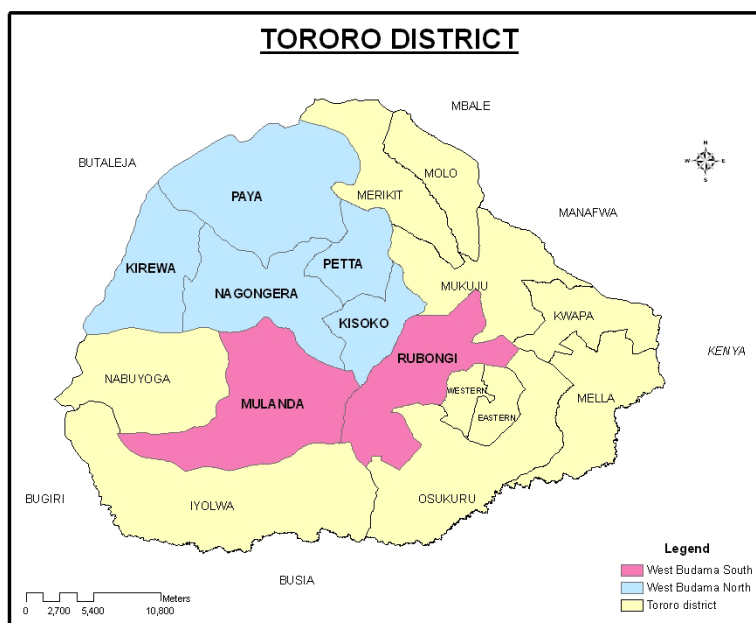 TORORO DISTRICT
MBALE
BUTALEJA
MOLO
MERIKIT
PAYA
MANAFWA
KIREWA
PETTA
NAGONGERA
MUKUJU
KISOKO
KWAPA
RUBONGI
KENYA
NABUYOGA
WESTERN
MELLA
MULANDA
EASTERN
BUGIRI
IYOLWA
OSUKURU
BUSIA
N
W E
S
Legend
West Budama South
West Budama North
Tororo district
Meters
0 2,700 5,400 10,800